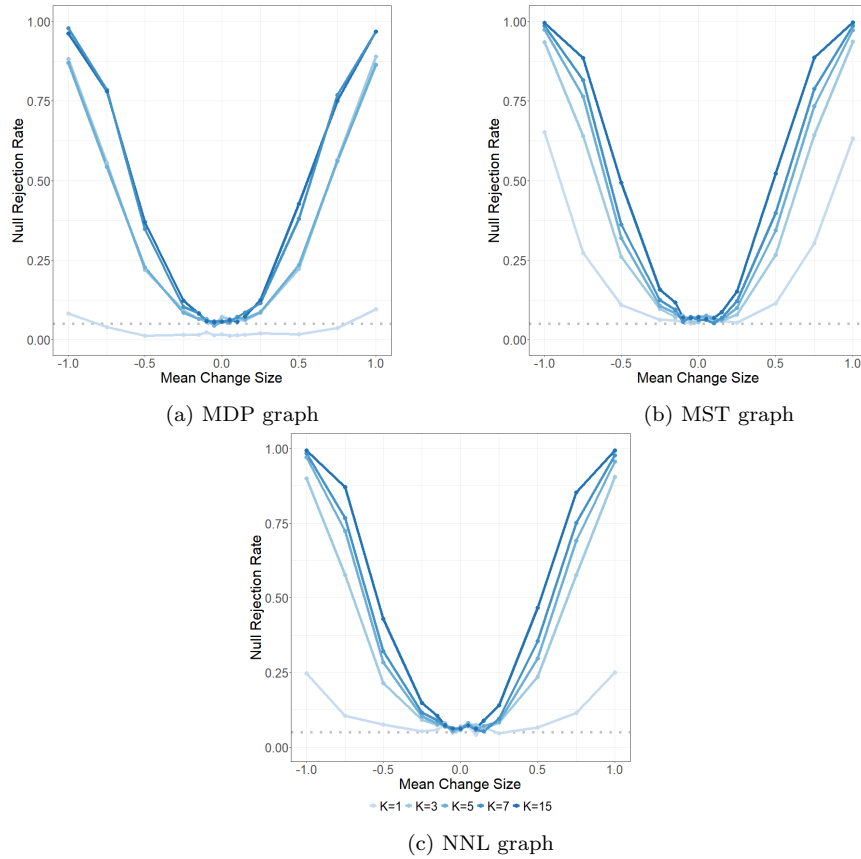 1.00
0.75
0.50
0.25
0.00
Null Rejection Rate
-1.0 -0.5 0.0 0.5 1.0
Mean Change Size
(a) MDP graph
1.00
0.75
0.50
0.25
0.00
Null Rejection Rate
-1.0 -0.5 0.0 0.5 1.0
Mean Change Size
(b) MST graph
1.00
0.75
0.50
0.25
0.00
Null Rejection Rate
-1.0 -0.5 0.0 0.5 1.0
Mean Change Size
K=1 K=3 K=5 K=7 K=15
(c) NNL graph